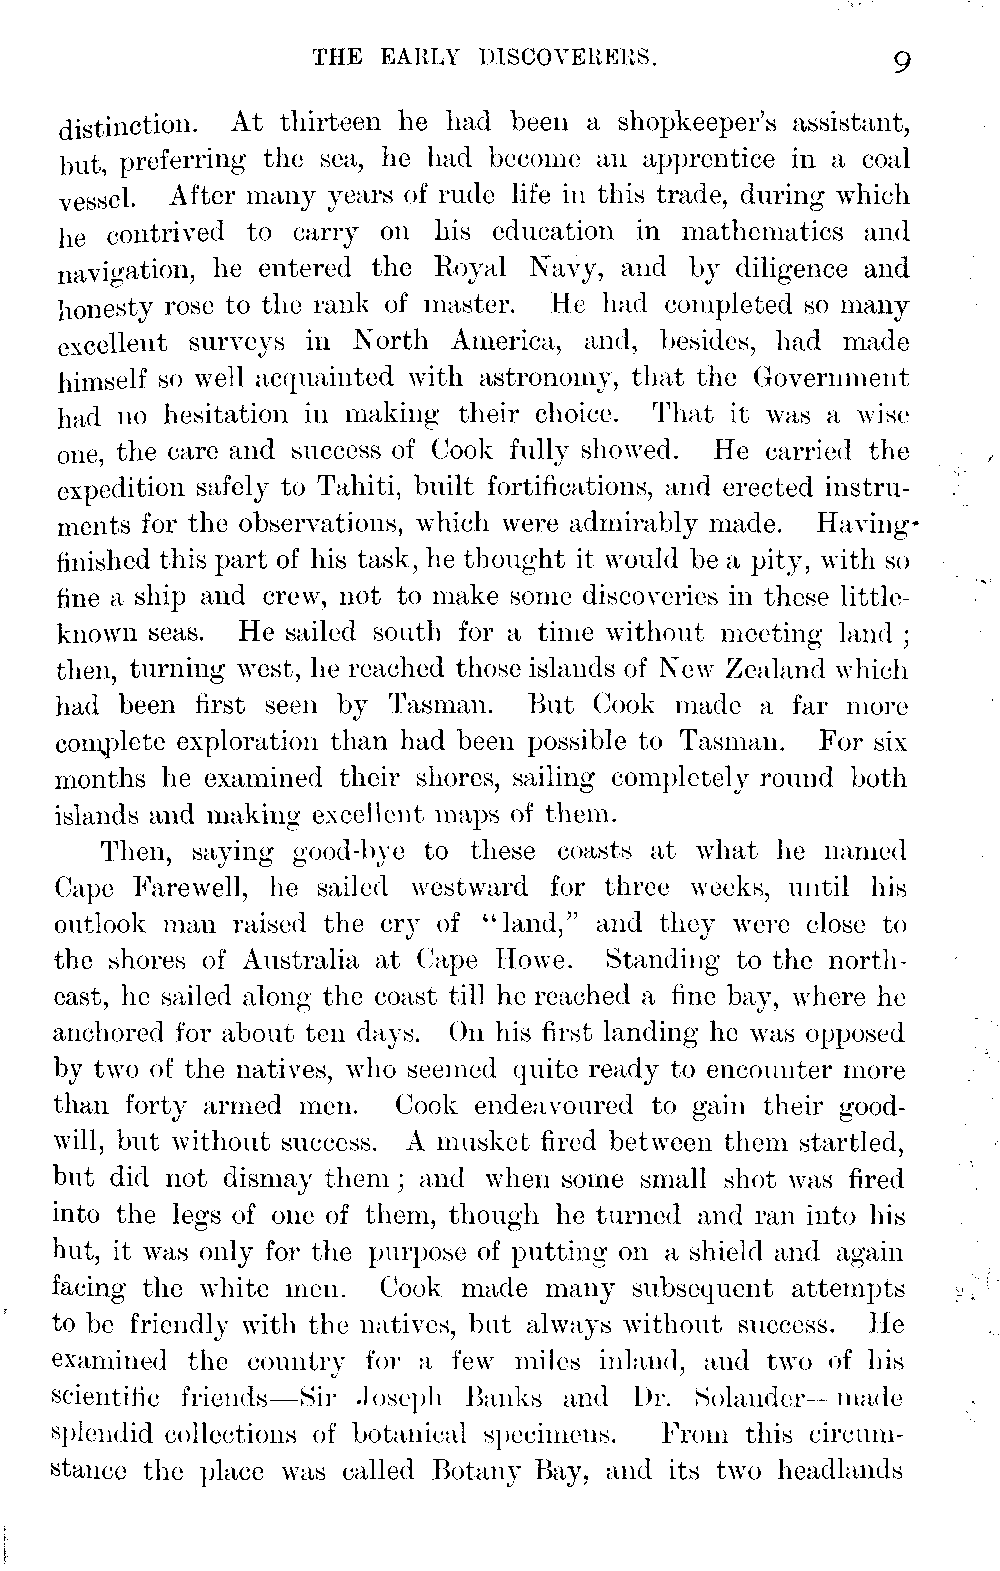 THE EARLY DISCOVERERS. 9
distinction. At thirteen he had been a shopkeeper's assistant,
but, preferring the sea, he had become an apprentice in a coal
vessel. After many years of rude life in this trade, during which
he contrived to carry on his education in mathematics and
navigation, he entered the Royal Navy, and by diligence and
honesty rose to the rank of master. He had completed so many
excellent surveys in North America, and, besides, had made
himself so well acquainted with astronomy, that the Government
had no hesitation in making their choice. That it was a wise
one, the care and success of Cook fully showed. He carried the
expedition safely to Tahiti, built fortifications, and erected instru-
ments for the observations, which were admirably made. Having
finished this part of his task, he thought it would be a pity, with so
fine a ship and crew, not to make some discoveries in these little-
known seas. He sailed south for a time without meeting land ;
then, turning west, he reached those islands of New Zealand which
had been first seen by Tasman. But Cook made a far more
complete exploration than had been possible to Tasman. For six
months he examined their shores, sailing completely round both
islands and making excellent maps of them.
Then, saying good-bye to these coasts at what he named
Cape Farewell, he sailed westward for three weeks, until his
outlook man raised the cry of “land,” and they were close to
the shores of Australia at Cape Howe. Standing to the north-
east, he sailed along the coast till he reached a fine bay, where he
anchored for about ten days. On his first landing he was opposed
by two of the natives, who seemed quite ready to encounter more
than forty armed men. Cook endeavoured to gain their good-
will, but without success. A musket fired between them startled,
but did not dismay them ; and when some small shot was fired
into the legs of one of them, though he turned and ran into his
hut, it was only for the purpose of putting on a shield and again
facing the white men. Cook made many subsequent attempts
to be friendly with the natives, but always without success. He
examined the country for a few miles inland, and two of his
scientific friends—Sir Joseph Banks and Dr. Solander—made
splendid collections of botanical specimens. From this circum-
stance the place was called Botany Bay, and its two headlands